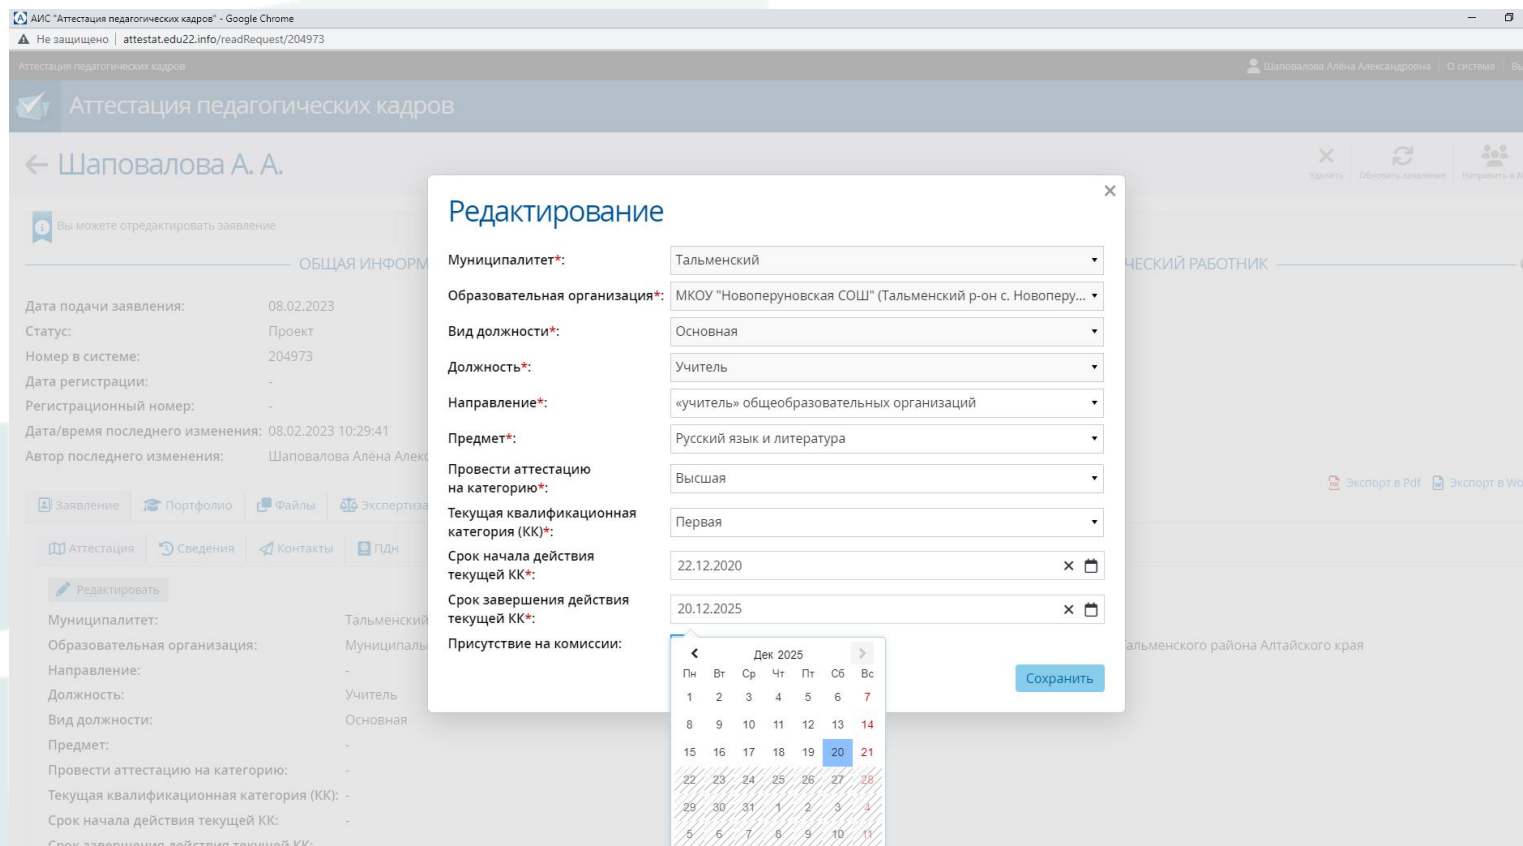 АИС "Аттестация педагогических кадров" - Google Chrome
Не защищено | attestat.edu22.info/readRequest/204973
Аттестация педагогических кадров
Шаповалова Алёна Александровна | О системе
Аттестация педагогических кадров
← Шаповалова А. А.
Удалить
Обновить заявление
Направить в
Вы можете отредактировать заявление
ОБЩАЯ ИНФОРМ
ЧЕСКИЙ РАБОТНИК
Дата подачи заявления: 08.02.2023
Статус: Проект
Номер в системе: 204973
Дата регистрации: -
Регистрационный номер: -
Дата/время последнего изменения: 08.02.2023 10:29:41
Автор последнего изменения: Шаповалова Алёна Алекс
Экспорт в Pdf Экспорт в Wo
Заявление Портфолио Файлы Экспертиза
Аттестация Сведения Контакты ПДн
Редактировать
Муниципалитет: Тальменский
Образовательная организация: Муниципаль
альменского района Алтайского края
Направление: -
Должность: Учитель
Вид должности: Основная
Предмет: -
Провести аттестацию на категорию: -
Текущая квалификационная категория (КК): -
Срок начала действия текущей КК: -
Срок завершения действия текущей КК:
Редактирование
Муниципалитет*: Тальменский
Образовательная организация*: МКОУ "Новоперуновская СОШ" (Тальменский р-он с. Новоперу...
Вид должности*: Основная
Должность*: Учитель
Направление*: «учитель» общеобразовательных организаций
Предмет*: Русский язык и литература
Провести аттестацию
на категорию*: Высшая
Текущая квалификационная
категория (КК)*: Первая
Срок начала действия
текущей КК*: 22.12.2020
Срок завершения действия
текущей КК*: 20.12.2025
Присутствие на комиссии:
Дек 2025
Пн Вт Ср Чт Пт Сб Вс
1 2 3 4 5 6 7
8 9 10 11 12 13 14
15 16 17 18 19 20 21
22 23 24 25 26 27 28
29 30 31 1 2 3 4
5 6 7 8 9 10 11
Сохранить